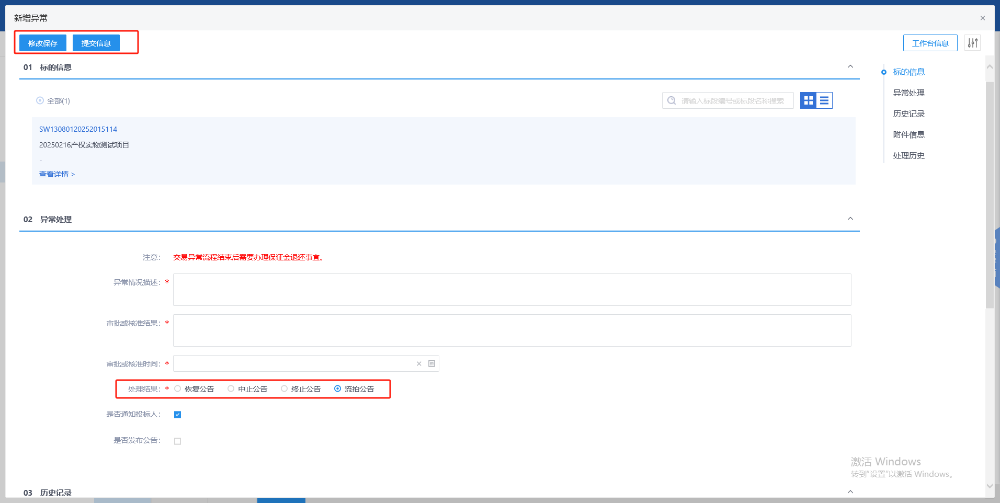 新增异常
修改保存 提交信息 工作台信息
01 标的信息
全部(1) 请输入标段编号或标段名称搜索
SW13080120252015114
20250216产权实物测试项目
-
查看详情 >
标的信息
异常处理
历史记录
附件信息
处理历史
02 异常处理
注意： 交易异常流程结束后需要办理保证金退还事宜。
异常情况描述：*
审批或核准结果：*
审批或核准时间：*
处理结果：* 恢复公告 中止公告 终止公告 流拍公告
是否通知投标人：
是否发布公告：
激活 Windows
转到“设置”以激活 Windows。
03 历史记录